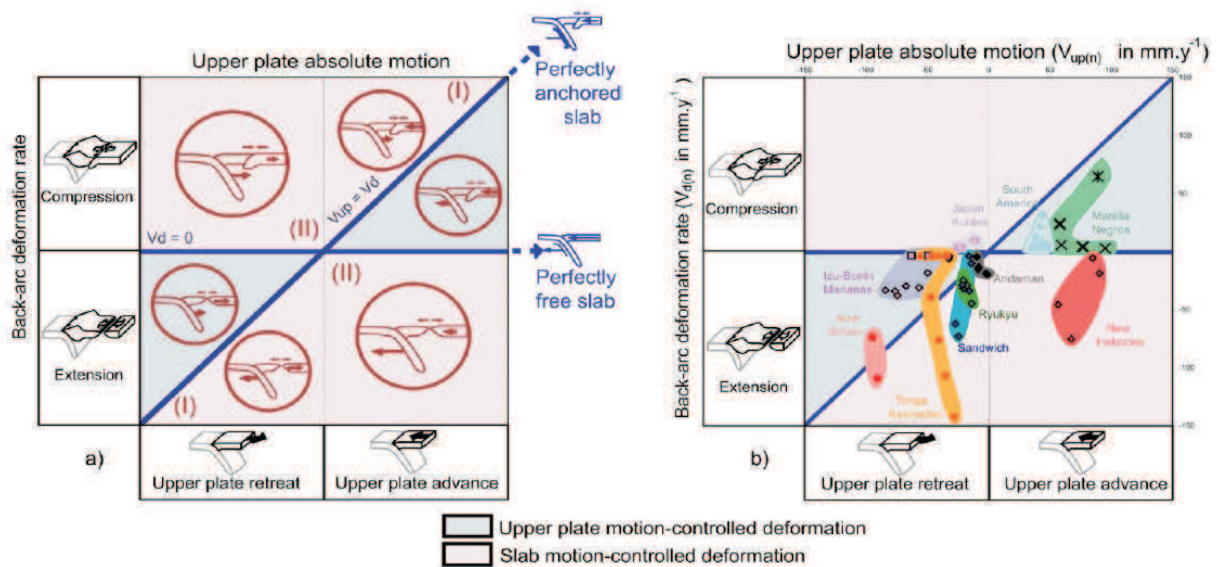 Upper plate absolute motion
Perfectly
anchored
slab
(I)
Back-arc deformation rate
Compression
Vup = Vd
Vd = 0
(II)
Perfectly
free slab
(II)
Extension
(I)
a)
Upper plate retreat
Upper plate advance
Upper plate absolute motion (Vup(n) in mm.y-1)
-150
-50
0
50
150
Back-arc deformation rate (Vd(n) in mm.y-1)
Compression
100
South
America
50
Japan
Kuriles
Manilla
Negros
0
Izu-Bonin
Marianas
Andaman
Ryukyu
-50
New
Britain
New
Hebrides
Sandwich
Extension
-100
Tonga
Kermadec
-150
b)
Upper plate retreat
Upper plate advance
Upper plate motion-controlled deformation
Slab motion-controlled deformation